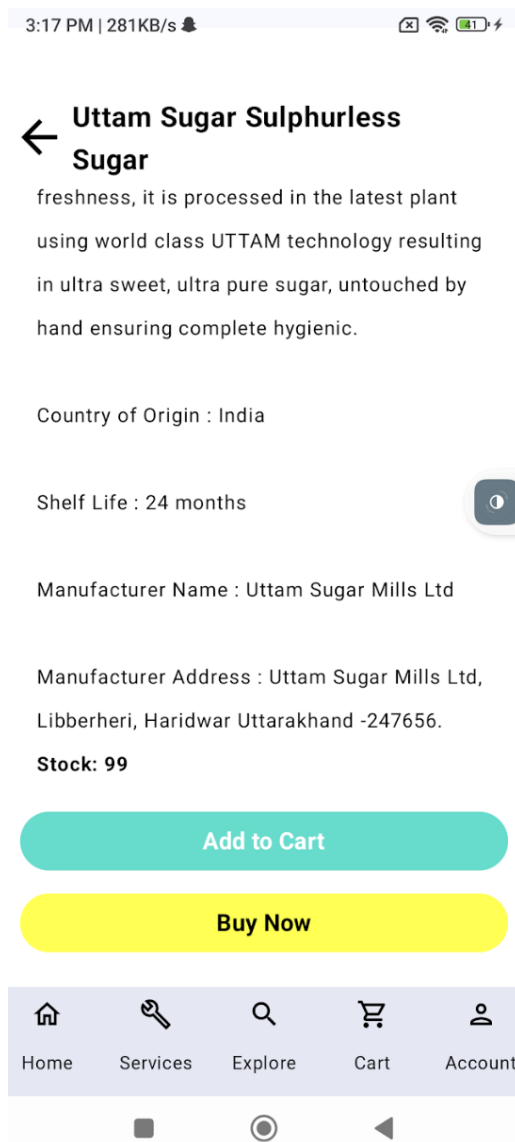 3:17 PM | 281KB/s
41
Uttam Sugar Sulphurless
Sugar
freshness, it is processed in the latest plant
using world class UTTAM technology resulting
in ultra sweet, ultra pure sugar, untouched by
hand ensuring complete hygienic.
Country of Origin : India
Shelf Life : 24 months
Manufacturer Name : Uttam Sugar Mills Ltd
Manufacturer Address : Uttam Sugar Mills Ltd,
Libberheri, Haridwar Uttarakhand -247656.
Stock: 99
Add to Cart
Buy Now
Home Services Explore Cart Account